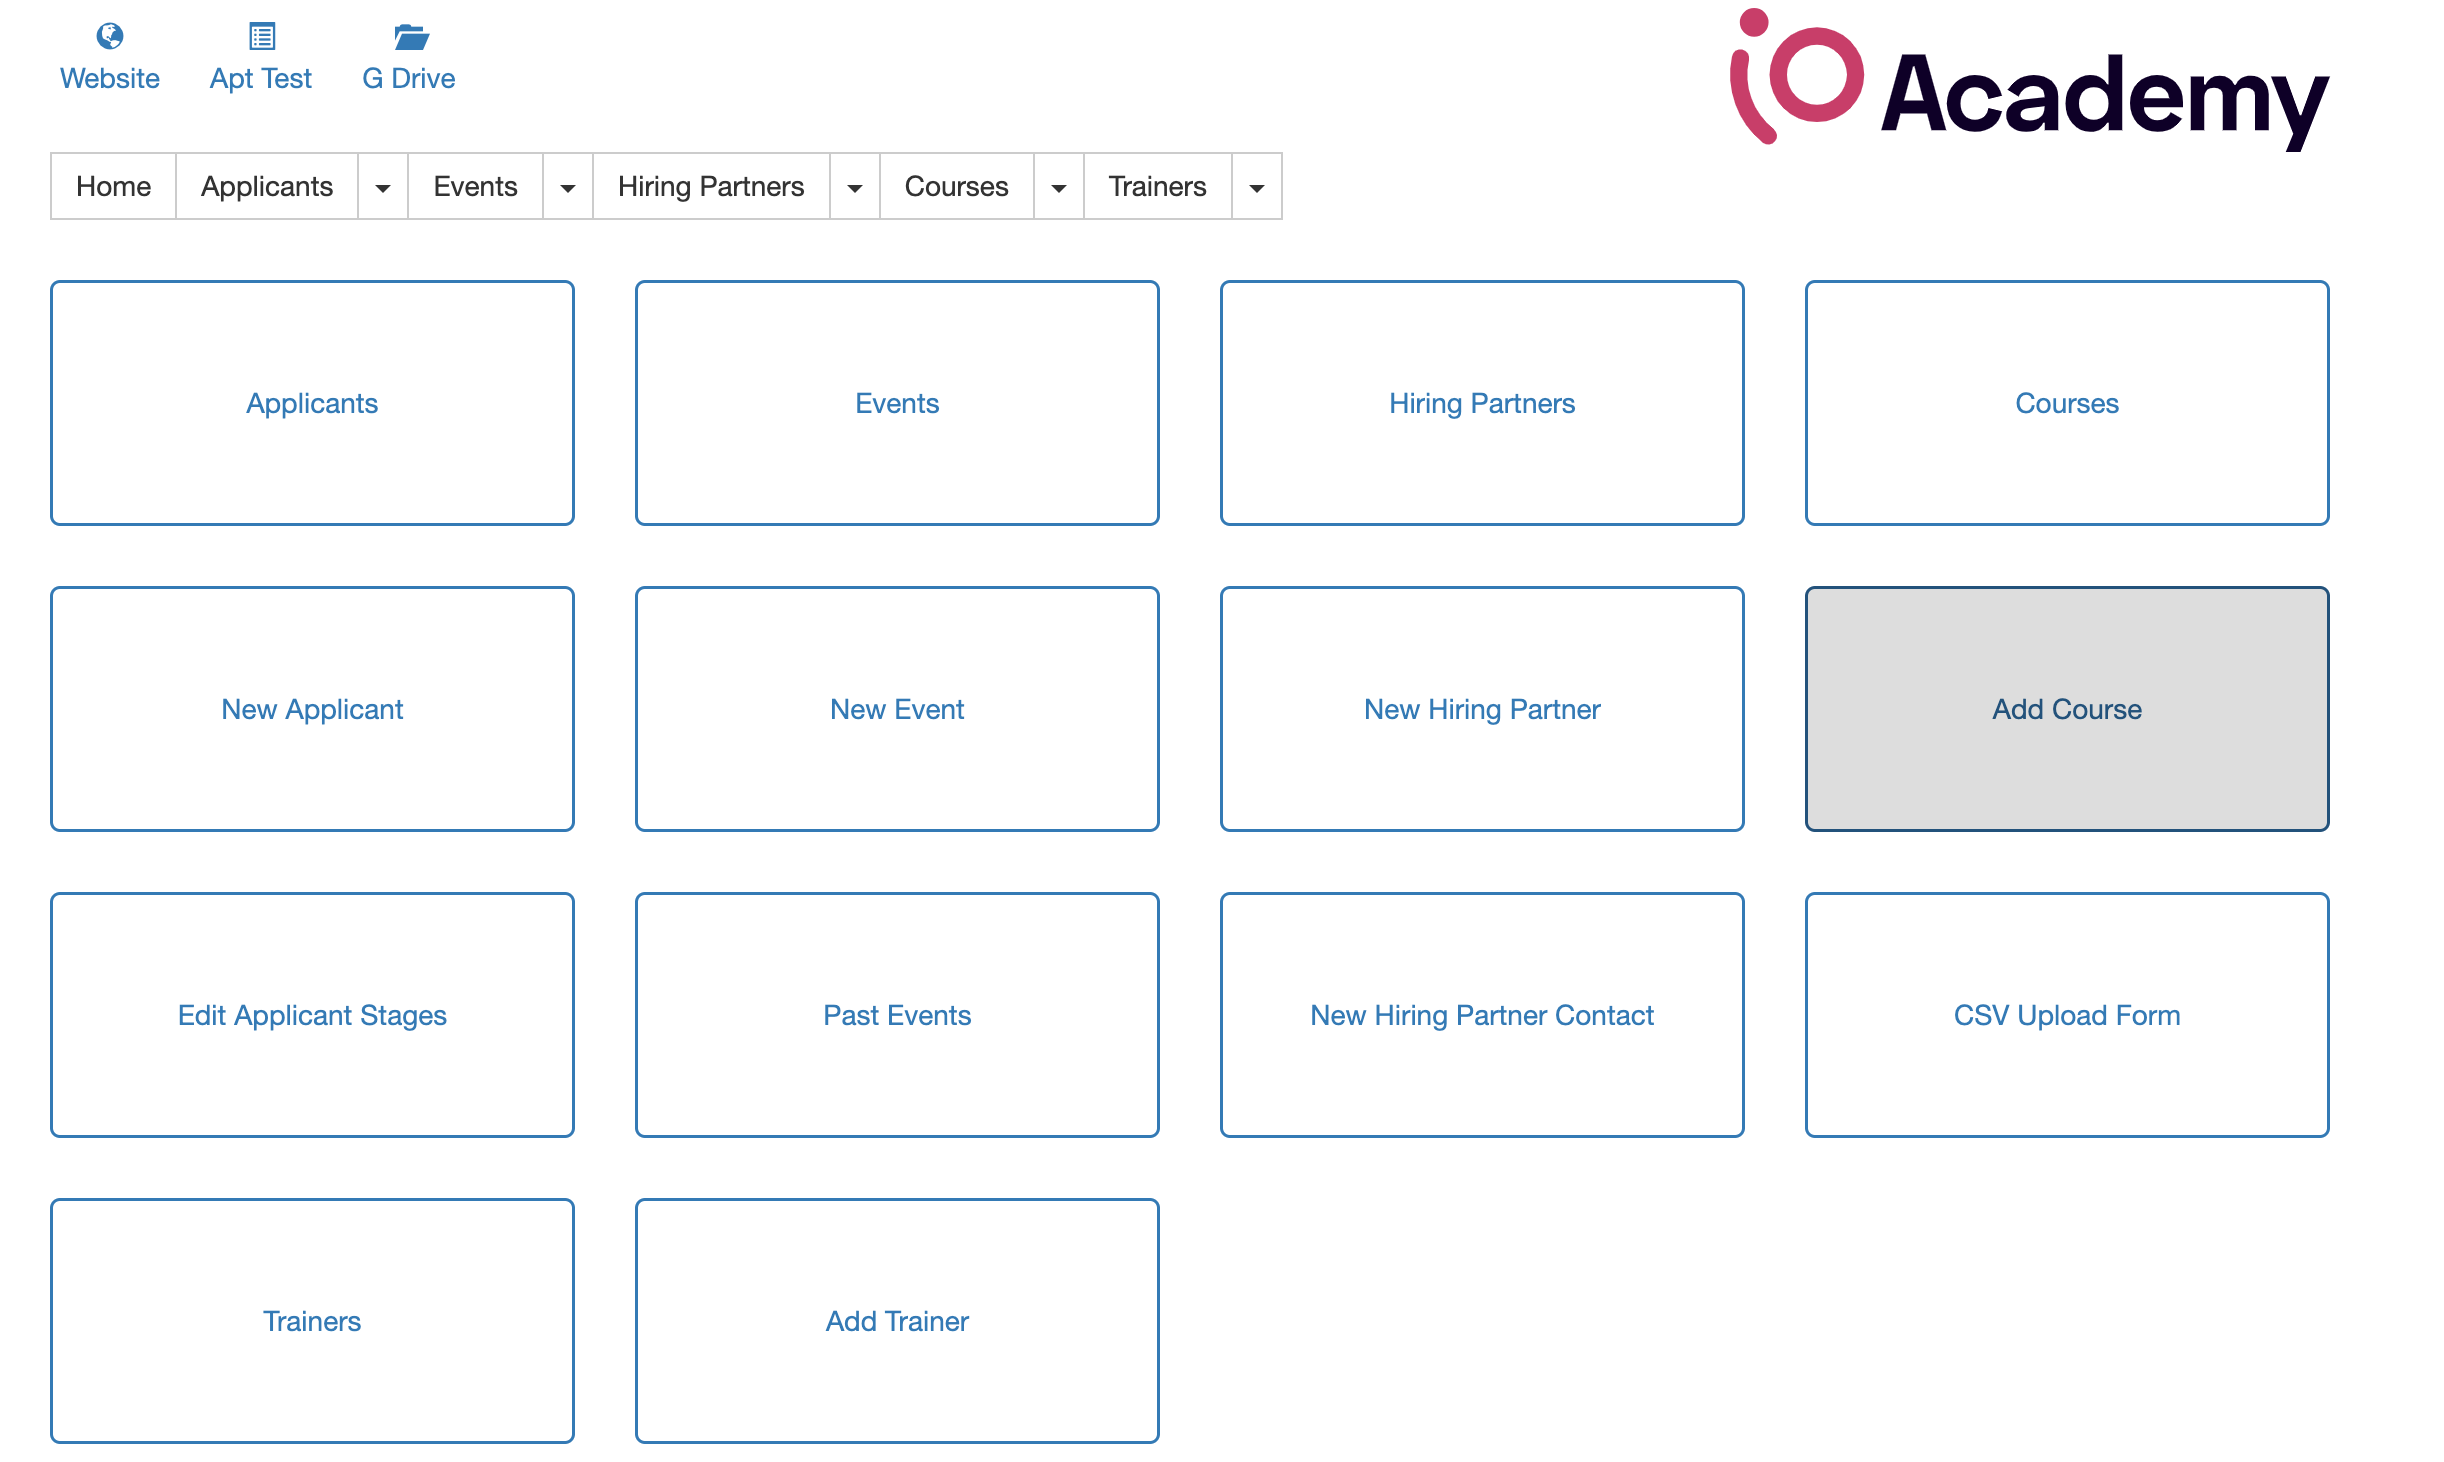 Website Apt Test G Drive
iO Academy
Home Applicants Events Hiring Partners Courses Trainers
Applicants Events Hiring Partners Courses
New Applicant New Event New Hiring Partner Add Course
Edit Applicant Stages Past Events New Hiring Partner Contact CSV Upload Form
Trainers Add Trainer